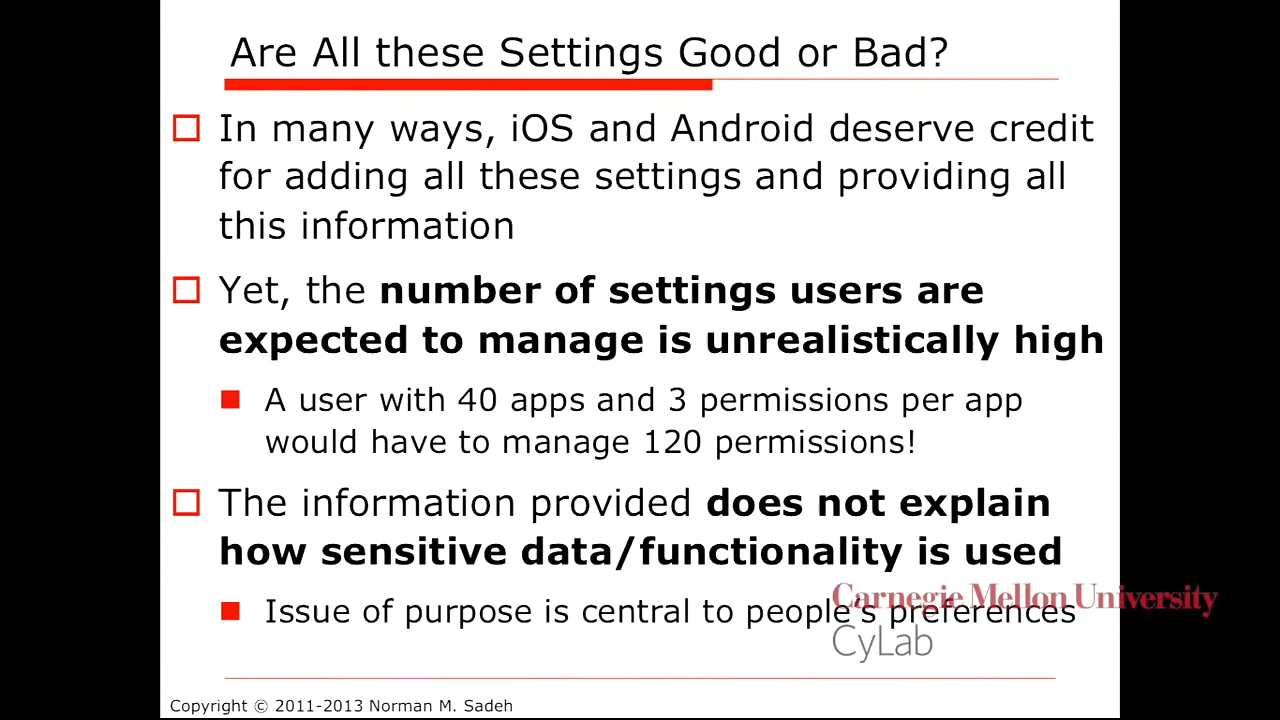 Are All these Settings Good or Bad?
In many ways, iOS and Android deserve credit
for adding all these settings and providing all
this information
Yet, the number of settings users are
expected to manage is unrealistically high
A user with 40 apps and 3 permissions per app
would have to manage 120 permissions!
The information provided does not explain
how sensitive data/functionality is used
Issue of purpose is central to people's preferences
Carnegie Mellon University
CyLab
Copyright © 2011-2013 Norman M. Sadeh